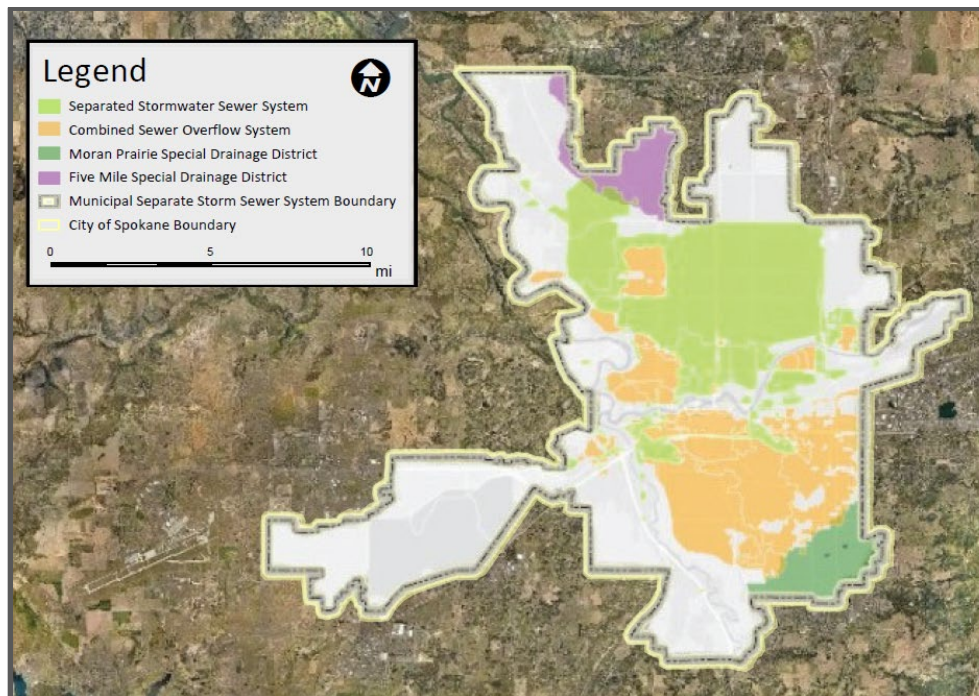 Legend
N
Separated Stormwater Sewer System
Combined Sewer Overflow System
Moran Prairie Special Drainage District
Five Mile Special Drainage District
Municipal Separate Storm Sewer System Boundary
City of Spokane Boundary
0 5 10
mi